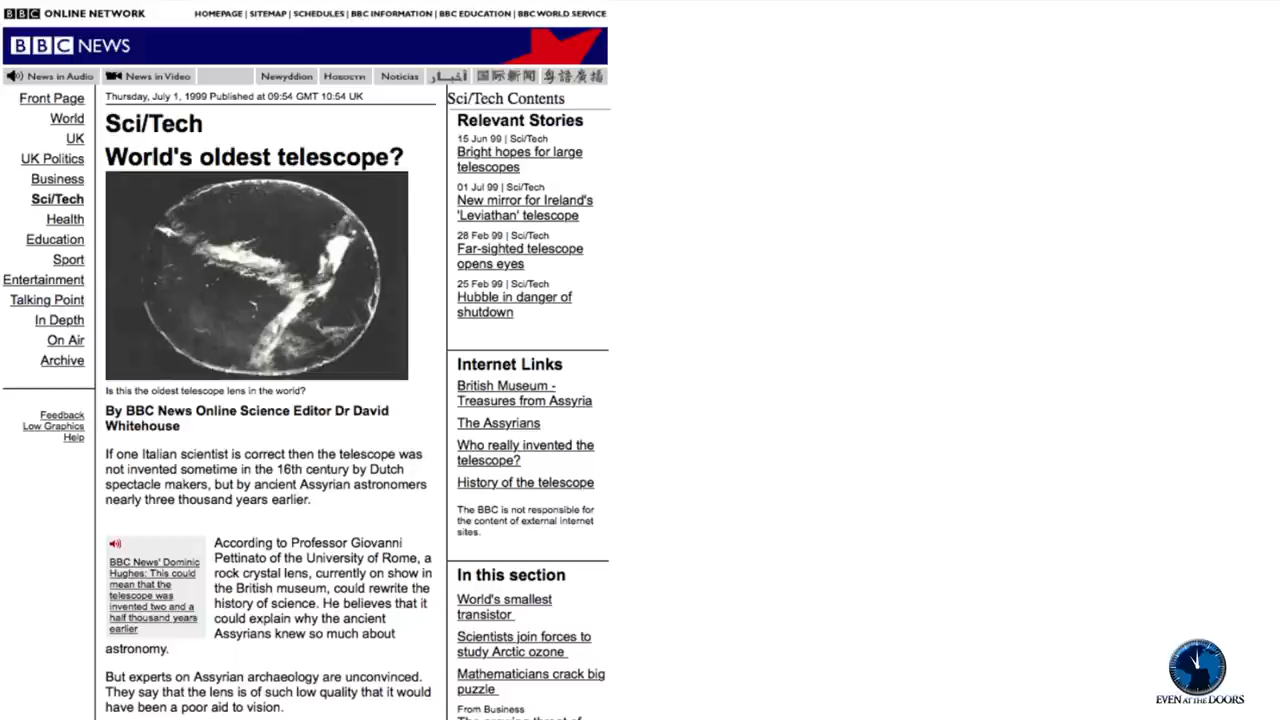 BBC ONLINE NETWORK
HOMEPAGE | SITEMAP | SCHEDULES | BBC INFORMATION | BBC EDUCATION | BBC WORLD SERVICE
BBC NEWS
News in Audio
News in Video
Newyddion
Новости
Noticias
أخبار
国际新闻
粵語廣播
Front Page
World
UK
UK Politics
Business
Sci/Tech
Health
Education
Sport
Entertainment
Talking Point
In Depth
On Air
Archive
Feedback
Low Graphics
Help
Thursday, July 1, 1999 Published at 09:54 GMT 10:54 UK
Sci/Tech
World's oldest telescope?
Is this the oldest telescope lens in the world?
By BBC News Online Science Editor Dr David
Whitehouse
If one Italian scientist is correct then the telescope was
not invented sometime in the 16th century by Dutch
spectacle makers, but by ancient Assyrian astronomers
nearly three thousand years earlier.
BBC News' Dominic
Hughes: This could
mean that the
telescope was
invented two and a
half thousand years
earlier
According to Professor Giovanni
Pettinato of the University of Rome, a
rock crystal lens, currently on show in
the British museum, could rewrite the
history of science. He believes that it
could explain why the ancient
Assyrians knew so much about
astronomy.
But experts on Assyrian archaeology are unconvinced.
They say that the lens is of such low quality that it would
have been a poor aid to vision.
Sci/Tech Contents
Relevant Stories
15 Jun 99 | Sci/Tech
Bright hopes for large
telescopes
01 Jul 99 | Sci/Tech
New mirror for Ireland's
'Leviathan' telescope
28 Feb 99 | Sci/Tech
Far-sighted telescope
opens eyes
25 Feb 99 | Sci/Tech
Hubble in danger of
shutdown
Internet Links
British Museum -
Treasures from Assyria
The Assyrians
Who really invented the
telescope?
History of the telescope
The BBC is not responsible for
the content of external internet
sites.
In this section
World's smallest
transistor
Scientists join forces to
study Arctic ozone
Mathematicians crack big
puzzle
From Business
The growing threat of
EVEN AT THE DOORS